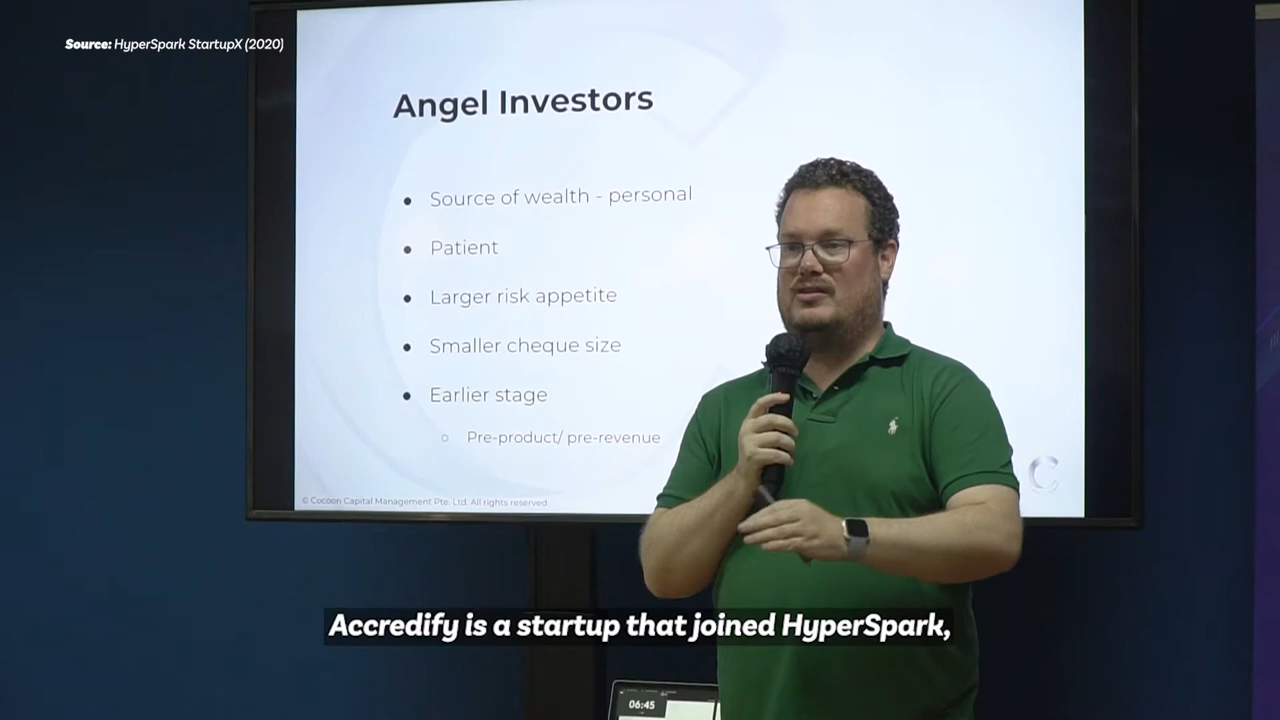 Source: HyperSpark StartupX (2020)
Angel Investors
Source of wealth - personal
Patient
Larger risk appetite
Smaller cheque size
Earlier stage
Pre-product/ pre-revenue
© Cocoon Capital Management Pte. Ltd. All rights reserved
Accredify is a startup that joined HyperSpark,
06:45